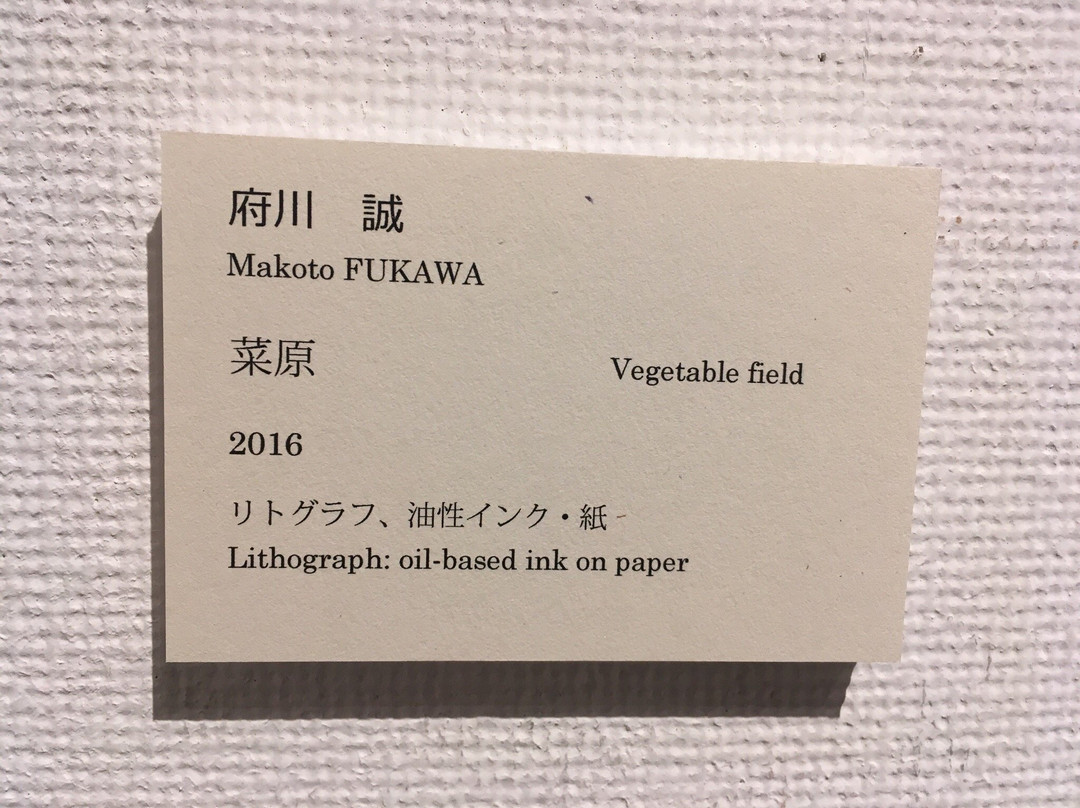 府川　誠
Makoto FUKAWA
菜原 Vegetable field
2016
リトグラフ、油性インク・紙
Lithograph: oil-based ink on paper